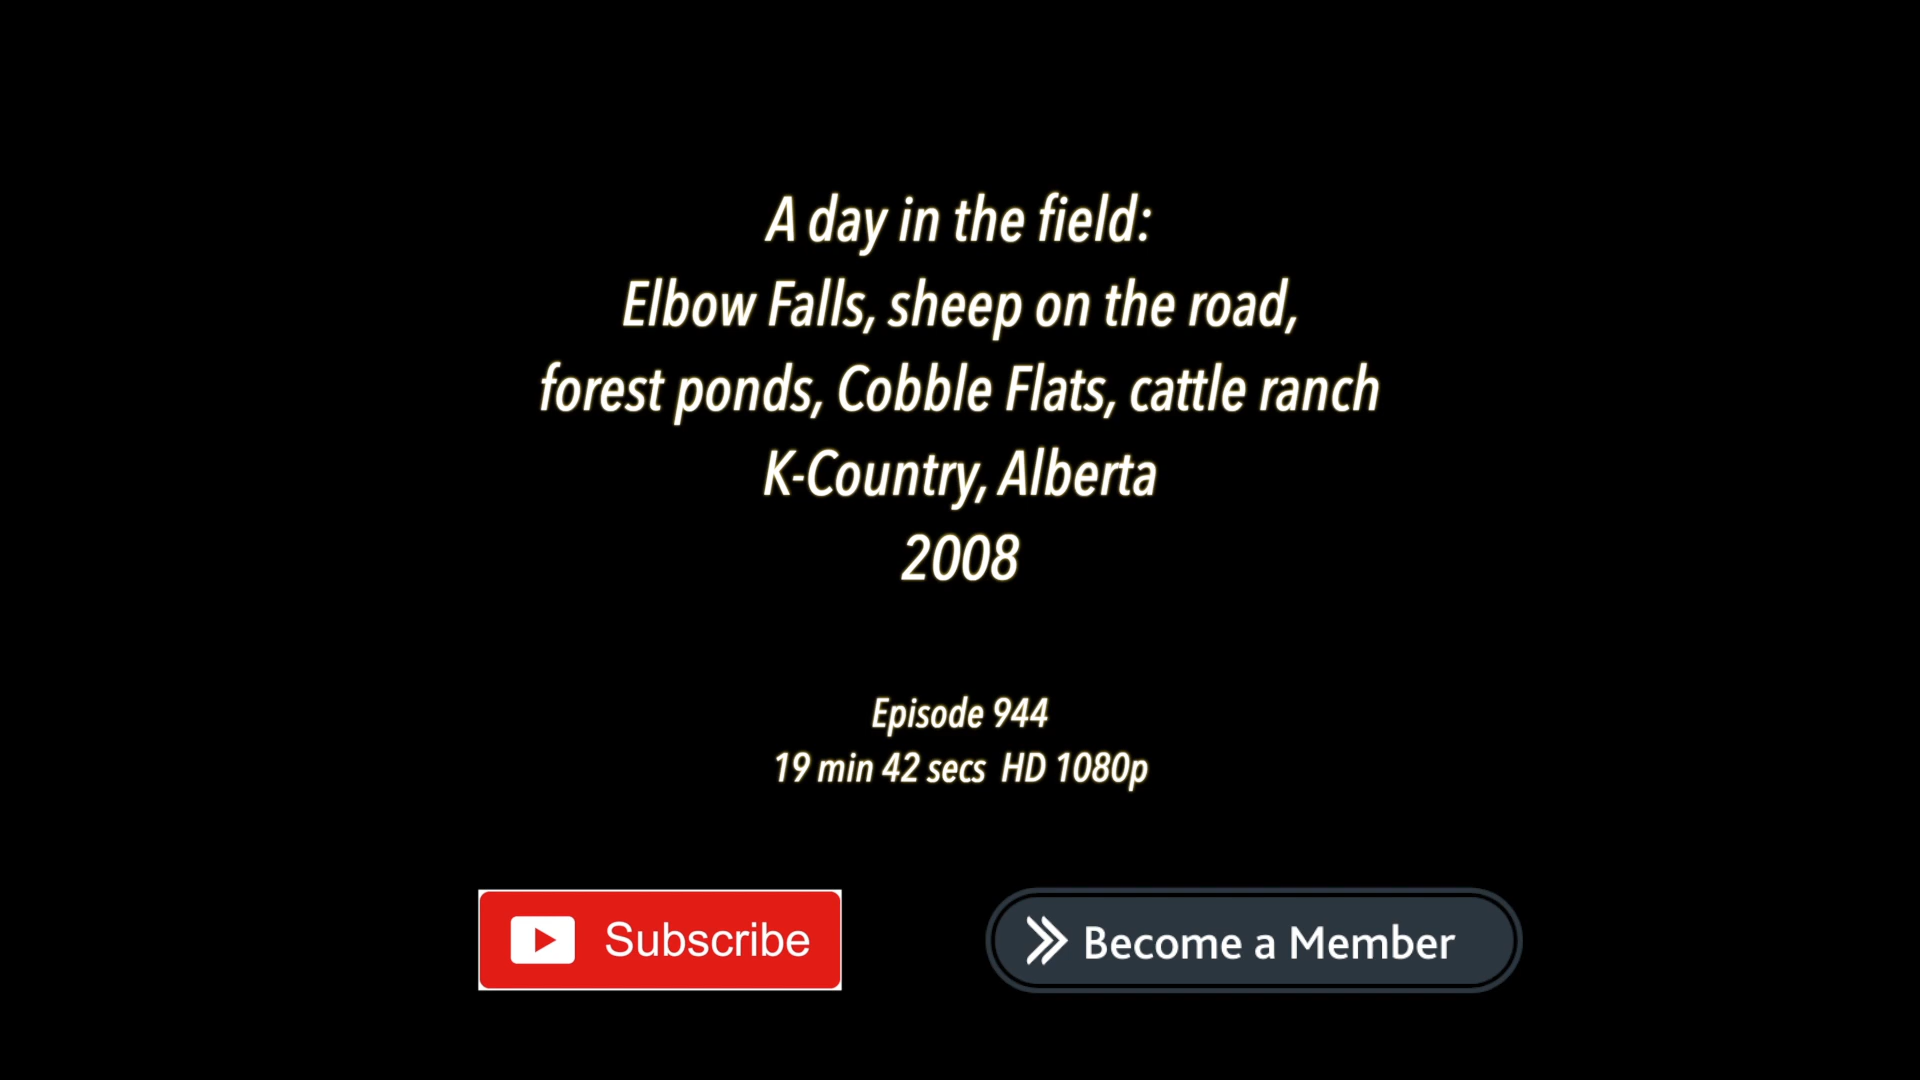 A day in the field:
Elbow Falls, sheep on the road,
forest ponds, Cobble Flats, cattle ranch
K-Country, Alberta
2008
Episode 944
19 min 42 secs  HD 1080p
Subscribe
Become a Member